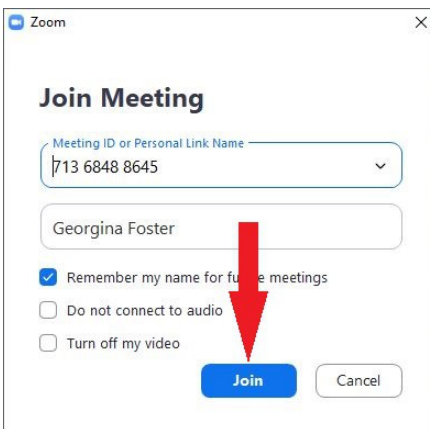 Zoom
Join Meeting
Meeting ID or Personal Link Name
713 6848 8645
Georgina Foster
Remember my name for future meetings
Do not connect to audio
Turn off my video
Join Cancel